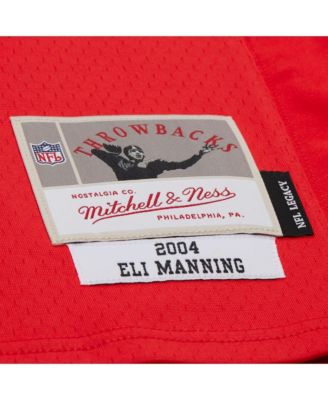 THROWBACKS
NFL
NOSTALGIA CO.
Mitchell & Ness
PHILADELPHIA, PA.
NFL LEGACY
2004
ELI MANNING